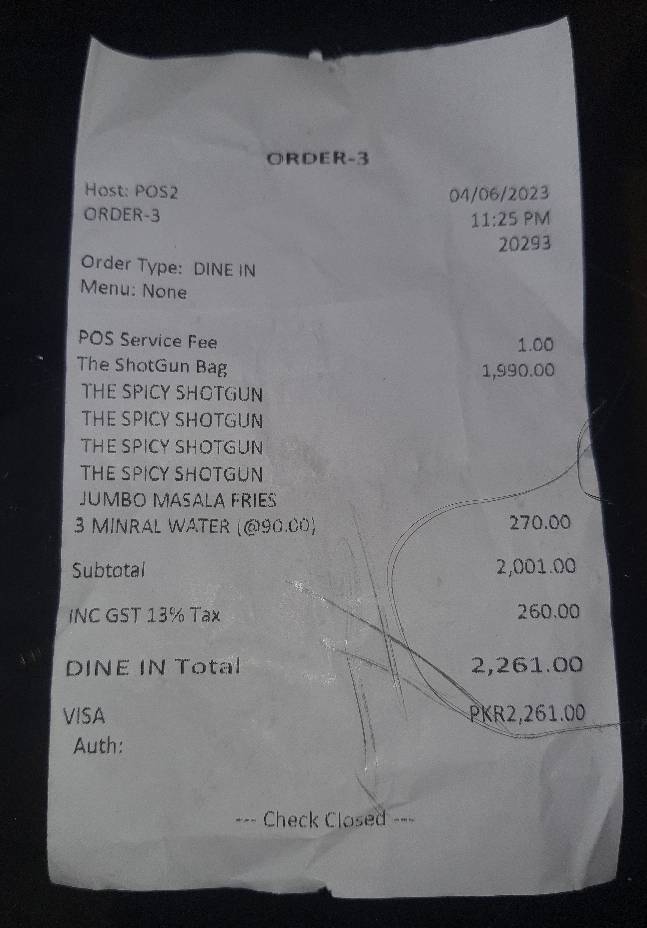 ORDER-3
Host: POS2 04/06/2023
ORDER-3 11:25 PM
20293
Order Type: DINE IN
Menu: None
POS Service Fee 1.00
The ShotGun Bag 1,990.00
THE SPICY SHOTGUN
THE SPICY SHOTGUN
THE SPICY SHOTGUN
THE SPICY SHOTGUN
JUMBO MASALA FRIES
3 MINRAL WATER (@90.00) 270.00
Subtotal 2,001.00
INC GST 13% Tax 260.00
DINE IN Total 2,261.00
VISA PKR2,261.00
Auth:
--- Check Closed ---